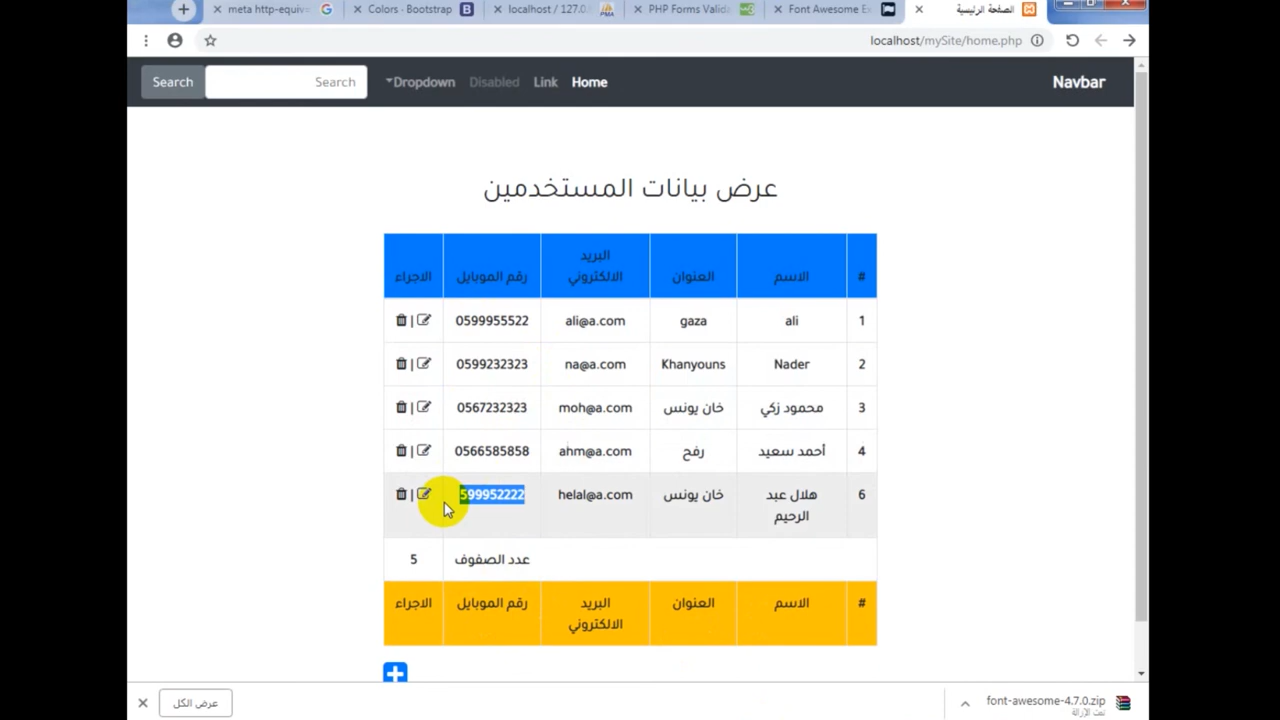 meta http-equiv
Colors · Bootstrap
localhost / 127.0
PHP Forms Valida
Font Awesome Ex
الصفحة الرئيسية
localhost/mySite/home.php
Navbar
Home
Link
Disabled
Dropdown
Search
Search
عرض بيانات المستخدمين
# الاسم العنوان البريد الالكتروني رقم الموبايل الاجراء
1 ali gaza ali@a.com 0599955522 |
2 Nader Khanyouns na@a.com 0599232323 |
3 محمود زكي خان يونس moh@a.com 0567232323 |
4 أحمد سعيد رفح ahm@a.com 0566585858 |
6 هلال عبد الرحيم خان يونس helal@a.com 599952222 |
عدد الصفوف 5
# الاسم العنوان البريد الالكتروني رقم الموبايل الاجراء
font-awesome-4.7.0.zip
تمت الإزالة
عرض الكل